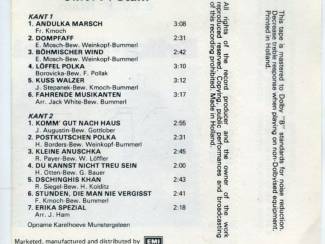 KANT 1
1. ANDULKA MARSCH 3:08
Fr. Kmoch
2. DOMPFAFF 2:21
E. Mosch-Bew. Weinkopf-Bummerl
3. BÖHMISCHER WIND 2:42
E. Mosch-Bew. Weinkopf-Bummerl
4. LÖFFEL POLKA 2:19
Borovicka-Bew. F. Pollak
5. KUSS WALZER 3:12
J. Stepanek-Bew. Kmoch-Bummerl
6. FAHRENDE MUSIKANTEN 3:17
Arr. Jack White-Bew. Bummerl
KANT 2
1. KOMM' GUT NACH HAUS 2:55
J. Augustin-Bew. Gottlober
2. POSTKUTSCHEN POLKA 2:20
H. Borders-Bew. Weinkopf-Bummerl
3. KLEINE ANUSCHKA 2:45
R. Payer-Bew. W. Löffler
4. DU KANNST NICHT TREU SEIN 2:00
H. Otten-Bew. G. Bauer
5. DSCHINGHIS KHAN 2:43
R. Siegel-Bew. H. Kolditz
6. STUNDEN, DIE MAN NIE VERGISST 2:41
F. Kmoch-Bew. Bummerl
7. ERIKA SPEZIAL 2:18
Arr. J. Ham
Opname Karelhoeve Munstergeleen
Marketed, manufactured and distributed by EMI
All rights of the record producer and the owner of the work
reproduced reserved. Copying, public performances and broadcasting
of this recording prohibited. Made in Holland.
This tape is mastered to Dolby "B" standards for noise reduction.
Decrease treble response when playing on non-Dolbyised equipment.
Printed in Holland.